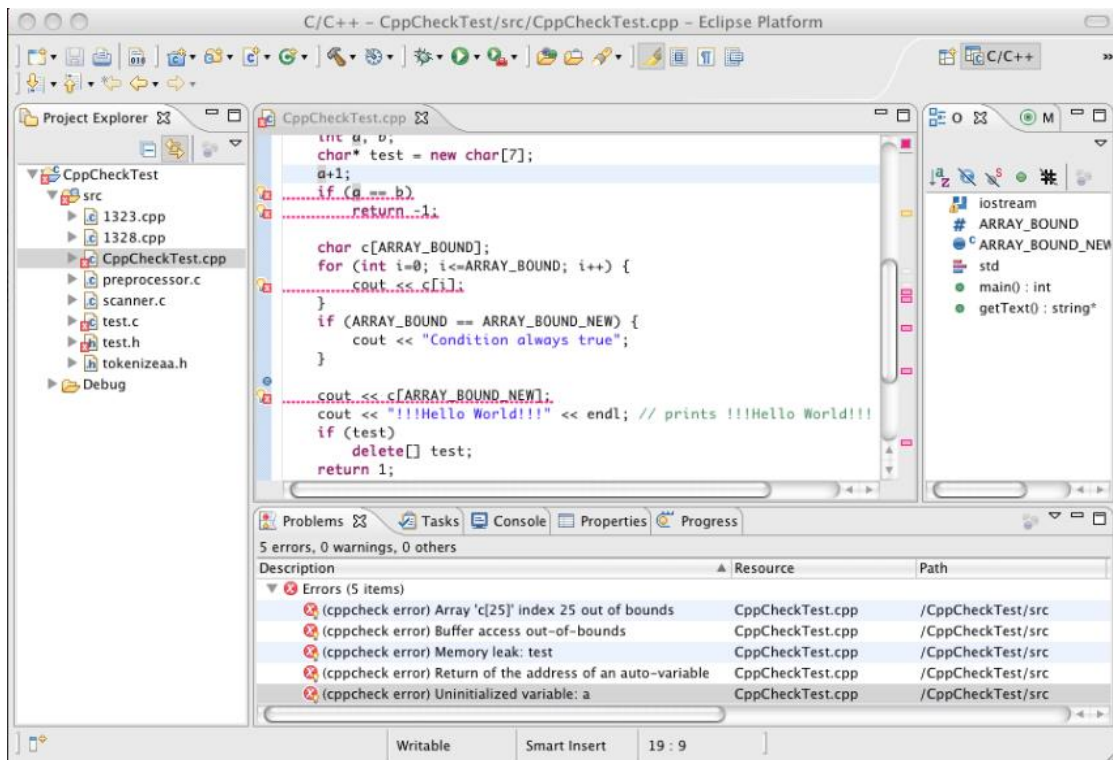 C/C++ – CppCheckTest/src/CppCheckTest.cpp – Eclipse Platform
C/C++
Project Explorer
CppCheckTest
src
1323.cpp
1328.cpp
CppCheckTest.cpp
preprocessor.c
scanner.c
test.c
test.h
tokenizeaa.h
Debug
CppCheckTest.cpp
int a, b;
char* test = new char[7];
a+1;
if (a == b)
return -1;
char c[ARRAY_BOUND];
for (int i=0; i<=ARRAY_BOUND; i++) {
cout << c[i];
}
if (ARRAY_BOUND == ARRAY_BOUND_NEW) {
cout << "Condition always true";
}
cout << c[ARRAY_BOUND_NEW];
cout << "!!!Hello World!!!" << endl; // prints !!!Hello World!!!
if (test)
delete[] test;
return 1;
O
M
iostream
ARRAY_BOUND
ARRAY_BOUND_NEW
std
main() : int
getText() : string*
Problems
Tasks
Console
Properties
Progress
5 errors, 0 warnings, 0 others
Description Resource Path
Errors (5 items)
(cppcheck error) Array 'c[25]' index 25 out of bounds CppCheckTest.cpp /CppCheckTest/src
(cppcheck error) Buffer access out-of-bounds CppCheckTest.cpp /CppCheckTest/src
(cppcheck error) Memory leak: test CppCheckTest.cpp /CppCheckTest/src
(cppcheck error) Return of the address of an auto-variable CppCheckTest.cpp /CppCheckTest/src
(cppcheck error) Uninitialized variable: a CppCheckTest.cpp /CppCheckTest/src
Writable Smart Insert 19 : 9